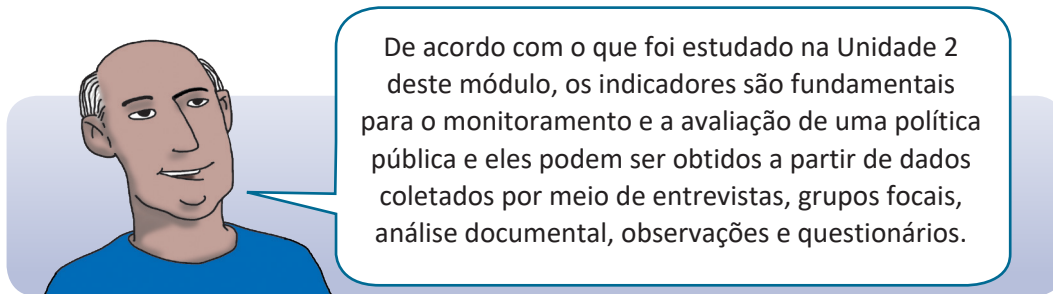 De acordo com o que foi estudado na Unidade 2
deste módulo, os indicadores são fundamentais
para o monitoramento e a avaliação de uma política
pública e eles podem ser obtidos a partir de dados
coletados por meio de entrevistas, grupos focais,
análise documental, observações e questionários.